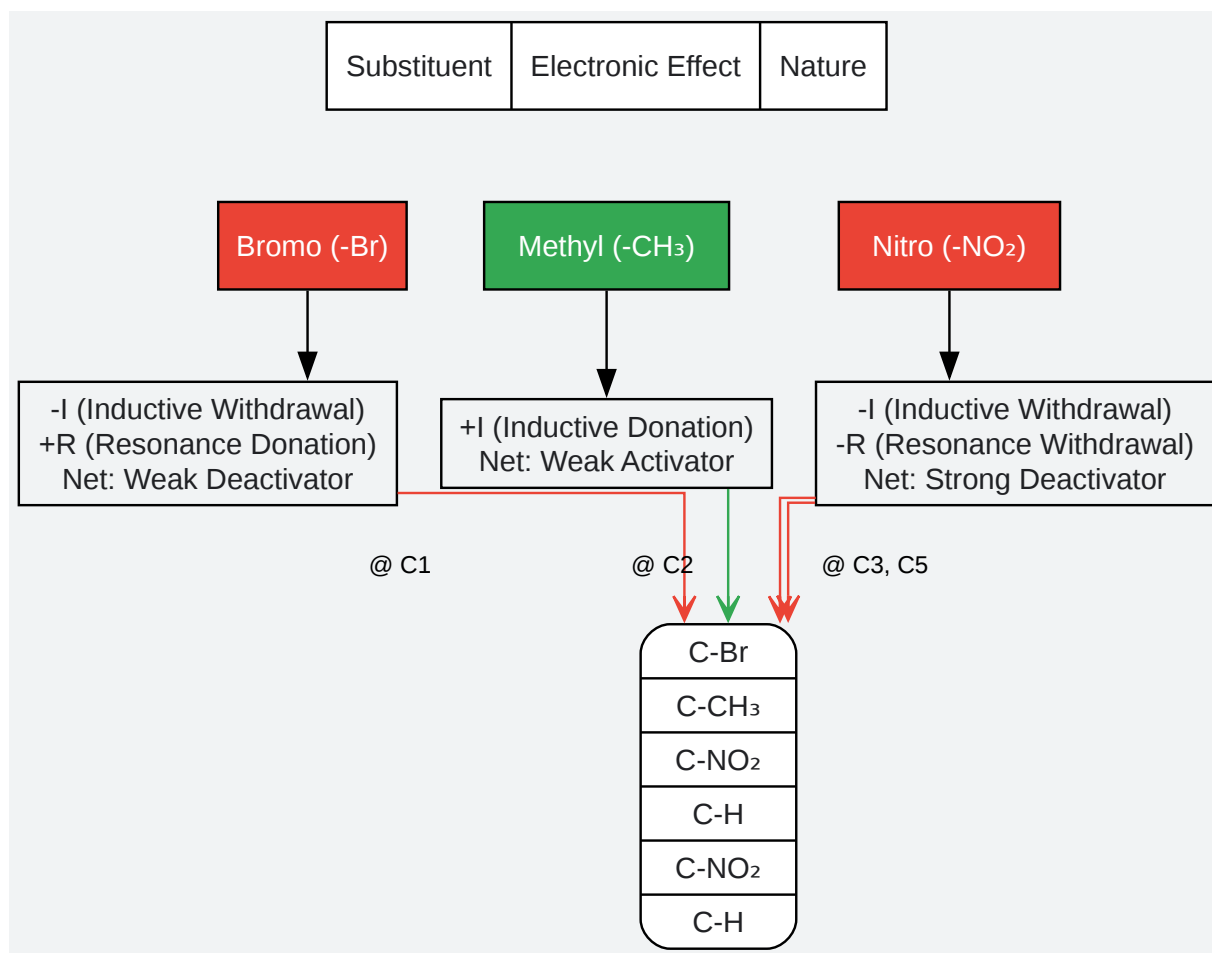 Substituent Electronic Effect Nature
Bromo (-Br) Methyl (-CH₃) Nitro (-NO₂)
-I (Inductive Withdrawal)
+R (Resonance Donation)
Net: Weak Deactivator
+I (Inductive Donation)
Net: Weak Activator
-I (Inductive Withdrawal)
-R (Resonance Withdrawal)
Net: Strong Deactivator
@ C1 @ C2 @ C3, C5
C-Br
C-CH₃
C-NO₂
C-H
C-NO₂
C-H